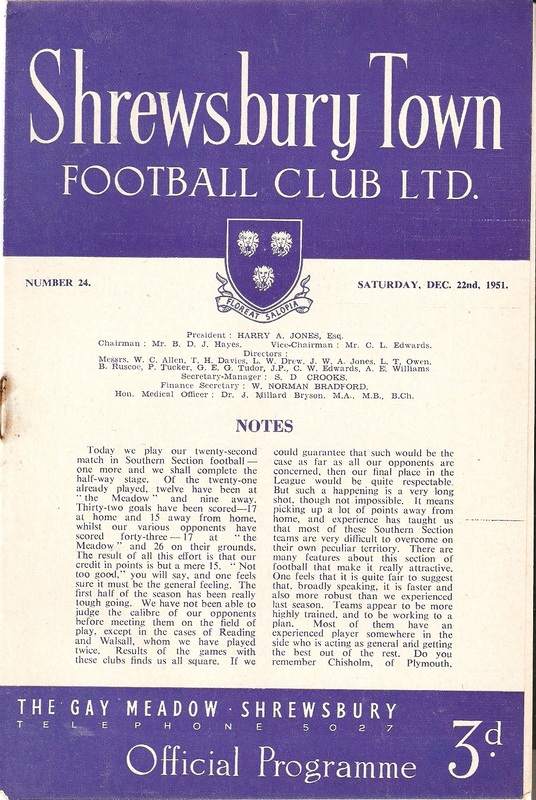 Shrewsbury Town
FOOTBALL CLUB LTD.
FLOREAT SALOPIA
NUMBER 24.
SATURDAY, DEC. 22nd, 1951.
President : HARRY A. JONES, Esq.
Chairman : Mr. B. D. J. Hayes. Vice-Chairman : Mr. C. L. Edwards.
Directors :
Messrs. W. C. Allen, T. H. Davies, L. W. Drew, J. W. A. Jones, L. T. Owen,
B. Ruscoe, P. Tucker, G. E. G. Tudor, J.P., C. W. Edwards, A. E. Williams
Secretary-Manager : S. D CROOKS.
Finance Secretary : W. NORMAN BRADFORD.
Hon. Medical Officer : Dr. J. Millard Bryson. M.A., M.B., B.Ch.
NOTES
Today we play our twenty-second
match in Southern Section football—
one more and we shall complete the
half-way stage. Of the twenty-one
already played, twelve have been at
"the Meadow" and nine away.
Thirty-two goals have been scored—17
at home and 15 away from home,
whilst our various opponents have
scored forty-three—17 at "the
Meadow" and 26 on their grounds.
The result of all this effort is that our
credit in points is but a mere 15. "Not
too good," you will say, and one feels
sure it must be the general feeling. The
first half of the season has been really
tough going. We have not been able to
judge the calibre of our opponents
before meeting them on the field of
play, except in the cases of Reading
and Walsall, whom we have played
twice. Results of the games with
these clubs finds us all square. If we
could guarantee that such would be the
case as far as all our opponents are
concerned, then our final place in the
League would be quite respectable.
But such a happening is a very long
shot, though not impossible. It means
picking up a lot of points away from
home, and experience has taught us
that most of these Southern Section
teams are very difficult to overcome on
their own peculiar territory. There are
many features about this section of
football that make it really attractive.
One feels that it is quite fair to suggest
that, broadly speaking, it is faster and
also more robust than we experienced
last season. Teams appear to be more
highly trained, and to be working to a
plan. Most of them have an
experienced player somewhere in the
side who is acting as general and getting
the best out of the rest. Do you
remember Chisholm, of Plymouth,
THE GAY MEADOW · SHREWSBURY
TELEPHONE 5027
Official Programme
3d.